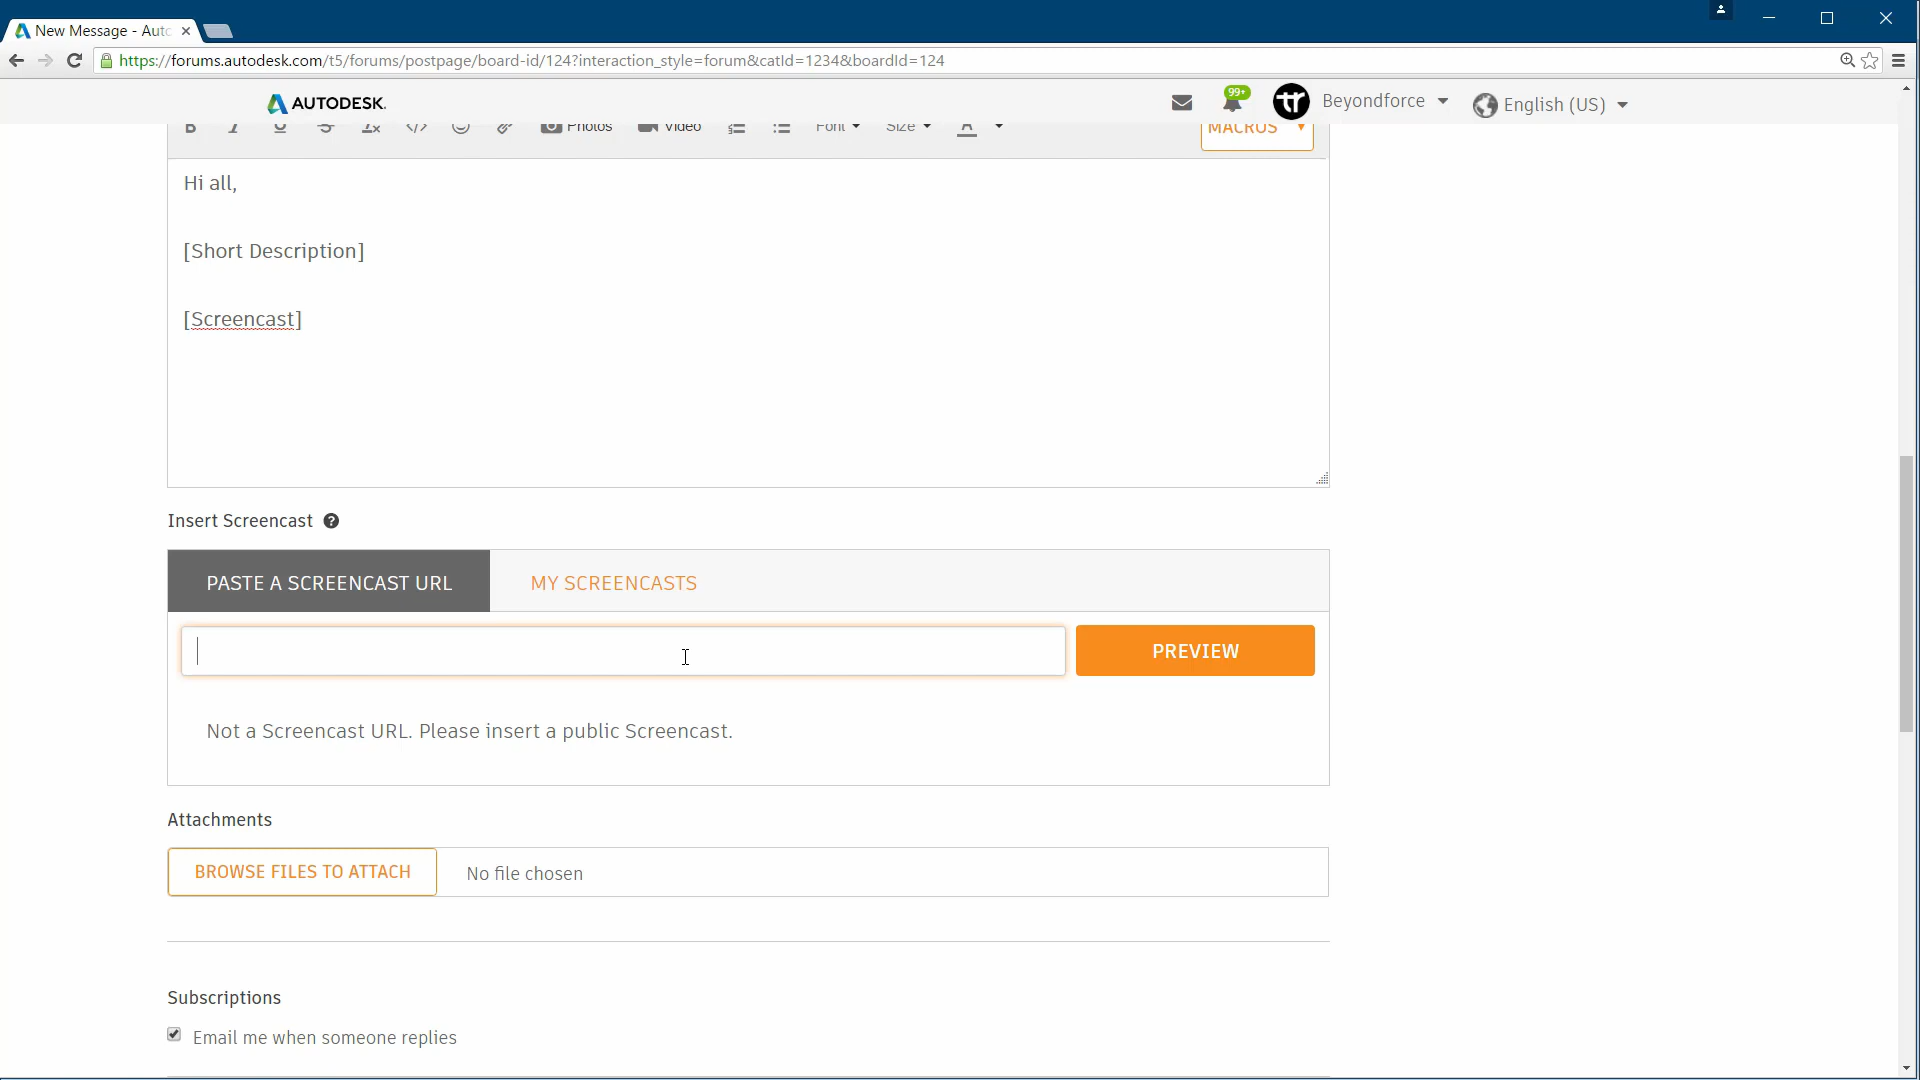 New Message - Auto
https://forums.autodesk.com/t5/forums/postpage/board-id/124?interaction_style=forum&catId=1234&boardId=124
AUTODESK.
99+
Beyondforce
English (US)
B I U S Tx </> Photos Video Font Size A
MACROS
Hi all,
[Short Description]
[Screencast]
Insert Screencast ?
PASTE A SCREENCAST URL
MY SCREENCASTS
PREVIEW
Not a Screencast URL. Please insert a public Screencast.
Attachments
BROWSE FILES TO ATTACH
No file chosen
Subscriptions
Email me when someone replies